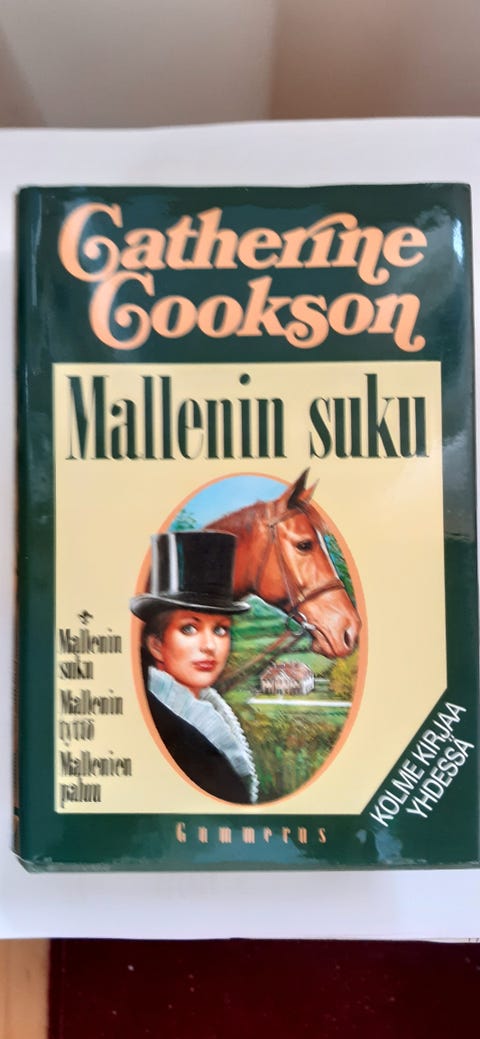 Catherine
Cookson
Mallenin suku
Mallenin
suku
Mallenin
tyttö
Mallenien
paluu
KOLME KIRJAA
YHDESSÄ
Gummerus